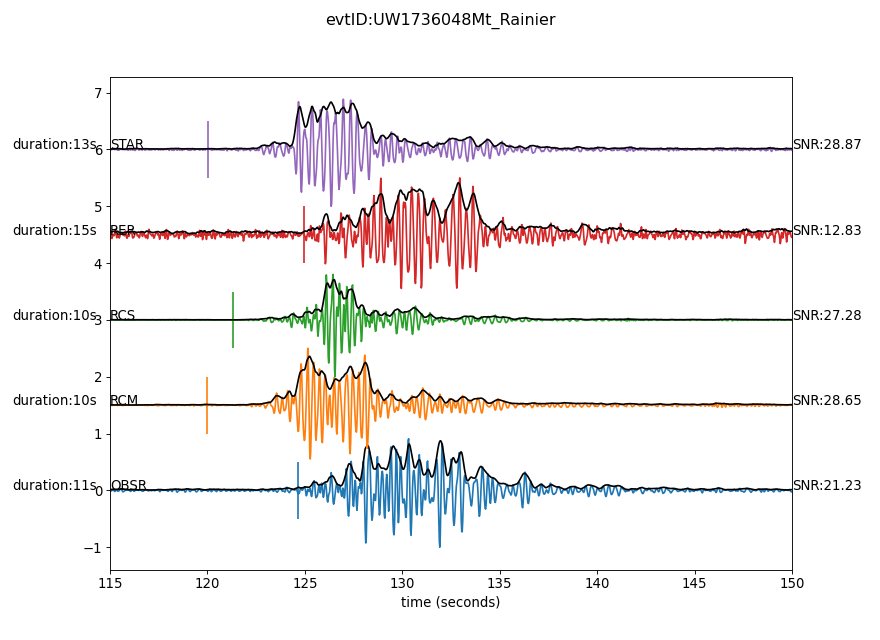 evtID:UW1736048Mt_Rainier
7
duration:13s
6
STAR
SNR:28.87
5
duration:15s
RER
SNR:12.83
4
duration:10s
3
RCS
SNR:27.28
2
duration:10s
RCM
SNR:28.65
1
duration:11s
0
OBSR
SNR:21.23
−1
115 120 125 130 135 140 145 150
time (seconds)